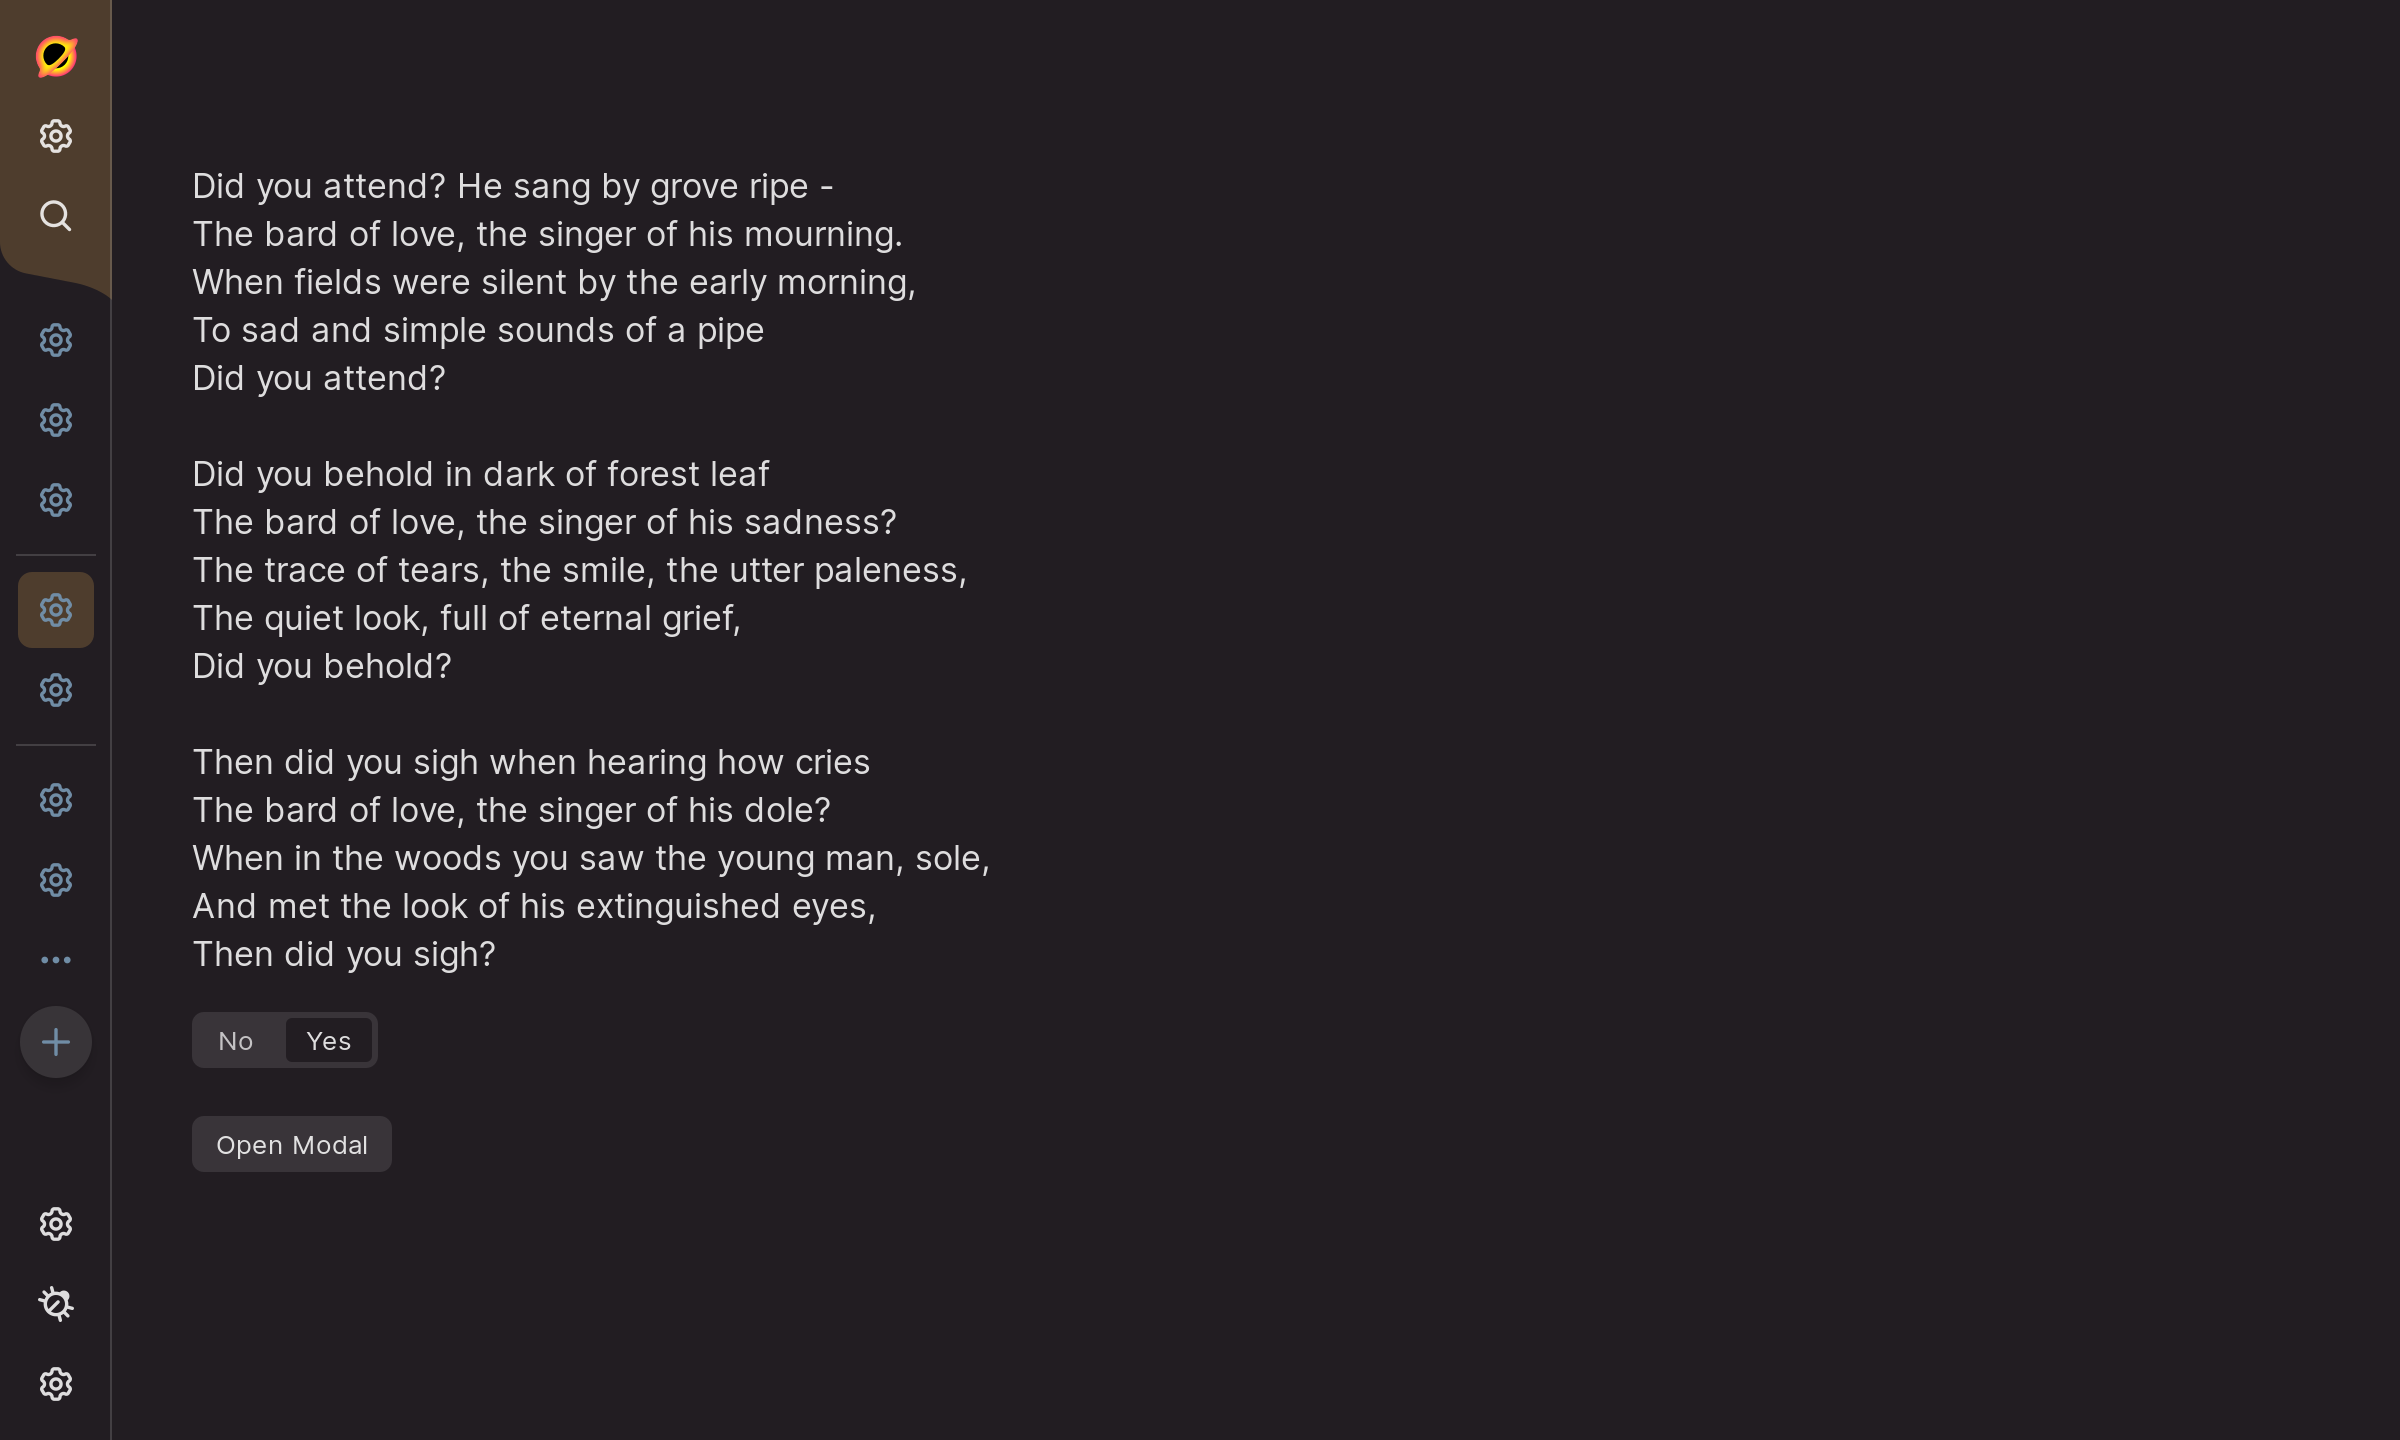 Did you attend? He sang by grove ripe -
The bard of love, the singer of his mourning.
When fields were silent by the early morning,
To sad and simple sounds of a pipe
Did you attend?
Did you behold in dark of forest leaf
The bard of love, the singer of his sadness?
The trace of tears, the smile, the utter paleness,
The quiet look, full of eternal grief,
Did you behold?
Then did you sigh when hearing how cries
The bard of love, the singer of his dole?
When in the woods you saw the young man, sole,
And met the look of his extinguished eyes,
Then did you sigh?
No Yes
Open Modal